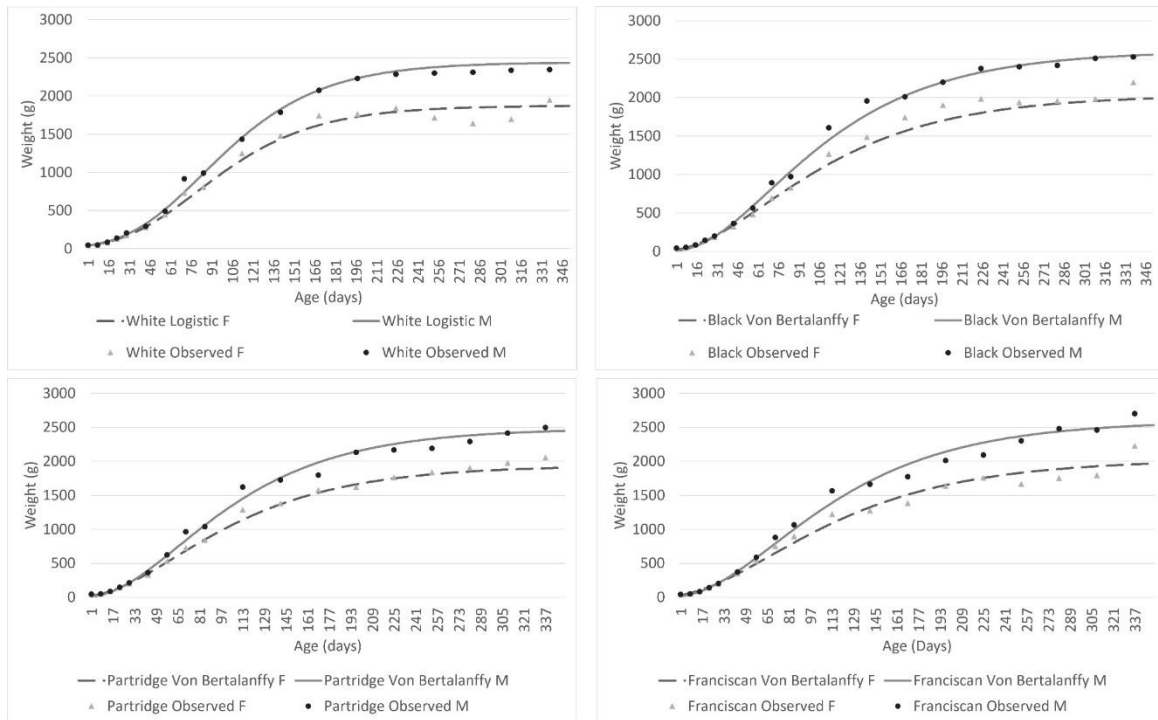 3000
2500
2000
1500
1000
500
0
Weight (g)
1 16 31 46 61 76 91 106 121 136 151 166 181 196 211 226 241 256 271 286 301 316 331 346
Age (days)
White Logistic F White Logistic M
White Observed F White Observed M
3000
2500
2000
1500
1000
500
0
Weight (g)
1 16 31 46 61 76 91 106 121 136 151 166 181 196 211 226 241 256 271 286 301 316 331 346
Age (days)
Black Von Bertalanffy F Black Von Bertalanffy M
Black Observed F Black Observed M
3000
2500
2000
1500
1000
500
0
Weight (g)
1 17 33 49 65 81 97 113 129 145 161 177 193 209 225 241 257 273 289 305 321 337
Age (days)
Partridge Von Bertalanffy F Partridge Von Bertalanffy M
Partridge Observed F Partridge Observed M
3000
2500
2000
1500
1000
500
0
Weight (g)
1 17 33 49 65 81 97 113 129 145 161 177 193 209 225 241 257 273 289 305 321 337
Age (Days)
Franciscan Von Bertalanffy F Franciscan Von Bertalanffy M
Franciscan Observed F Franciscan Observed M